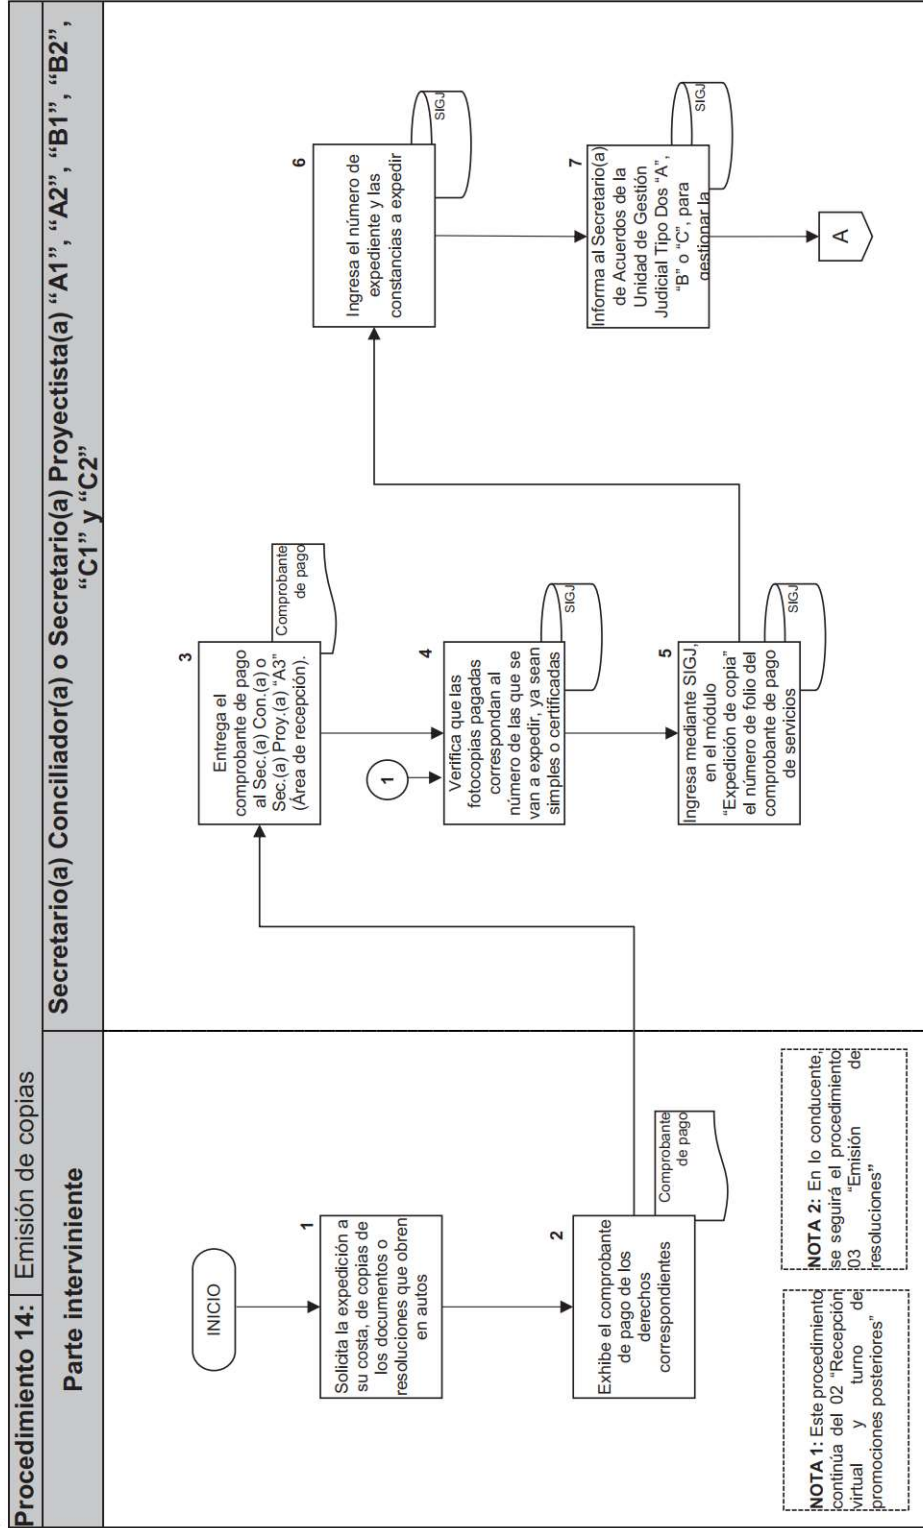 Procedimiento 14: Emisión de copias
Parte interviniente
Secretario(a) Conciliador(a) o Secretario(a) Proyectista(a) “A1”, “A2”, “B1”, “B2”,
“C1” y “C2”
INICIO
1
Solicita la expedición a
su costa, de copias de
los documentos o
resoluciones que obren
en autos
2
Exhibe el comprobante
de pago de los
derechos
correspondientes
Comprobante
de pago
NOTA 1: Este procedimiento
continúa del 02 “Recepción
virtual y turno de
promociones posteriores”
NOTA 2: En lo conducente,
se seguirá el procedimiento
03 “Emisión de
resoluciones”
3
Entrega el
comprobante de pago
al Sec.(a) Con.(a) o
Sec.(a) Proy.(a) “A3”
(Área de recepción).
Comprobante
de pago
1
4
Verifica que las
fotocopias pagadas
correspondan al
número de las que se
van a expedir, ya sean
simples o certificadas
SIGJ
5
Ingresa mediante SIGJ,
en el módulo
“Expedición de copia”
el número de folio del
comprobante de pago
de servicios
SIGJ
6
Ingresa el número de
expediente y las
constancias a expedir
SIGJ
7
Informa al Secretario(a)
de Acuerdos de la
Unidad de Gestión
Judicial Tipo Dos “A”,
“B” o “C”, para
gestionar la
SIGJ
A